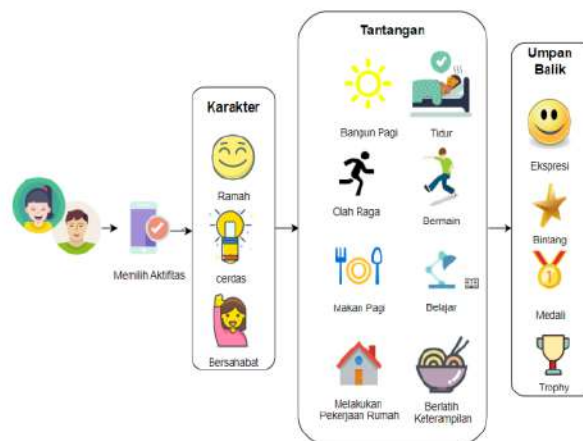 Memilih Aktifitas
Karakter
Ramah
cerdas
Bersahabat
Tantangan
Bangun Pagi
Tidur
Olah Raga
Bermain
Makan Pagi
Belajar
Melakukan
Pekerjaan Rumah
Berlatih
Keterampilan
Umpan
Balik
Ekspresi
Bintang
1
Medali
Trophy